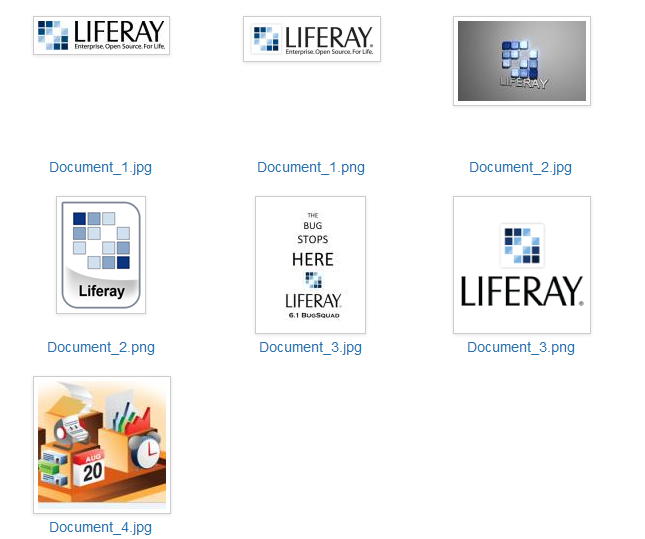 LIFERAY
Enterprise. Open Source. For Life.
LIFERAY®
Enterprise. Open Source. For Life.
LIFERAY
Document_1.jpg
Document_1.png
Document_2.jpg
Liferay
THE
BUG
STOPS
HERE
LIFERAY.
6.1 BugSquad
LIFERAY®
Document_2.png
Document_3.jpg
Document_3.png
AUG
20
Document_4.jpg